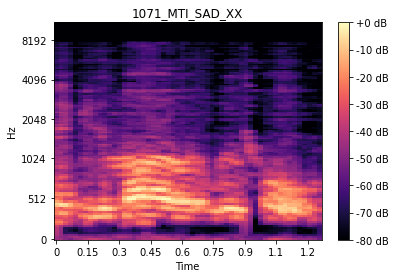 1071_MTI_SAD_XX
8192
4096
2048
1024
512
0
Hz
0 0.15 0.3 0.45 0.6 0.75 0.9 1.1 1.2
Time
+0 dB
-10 dB
-20 dB
-30 dB
-40 dB
-50 dB
-60 dB
-70 dB
-80 dB